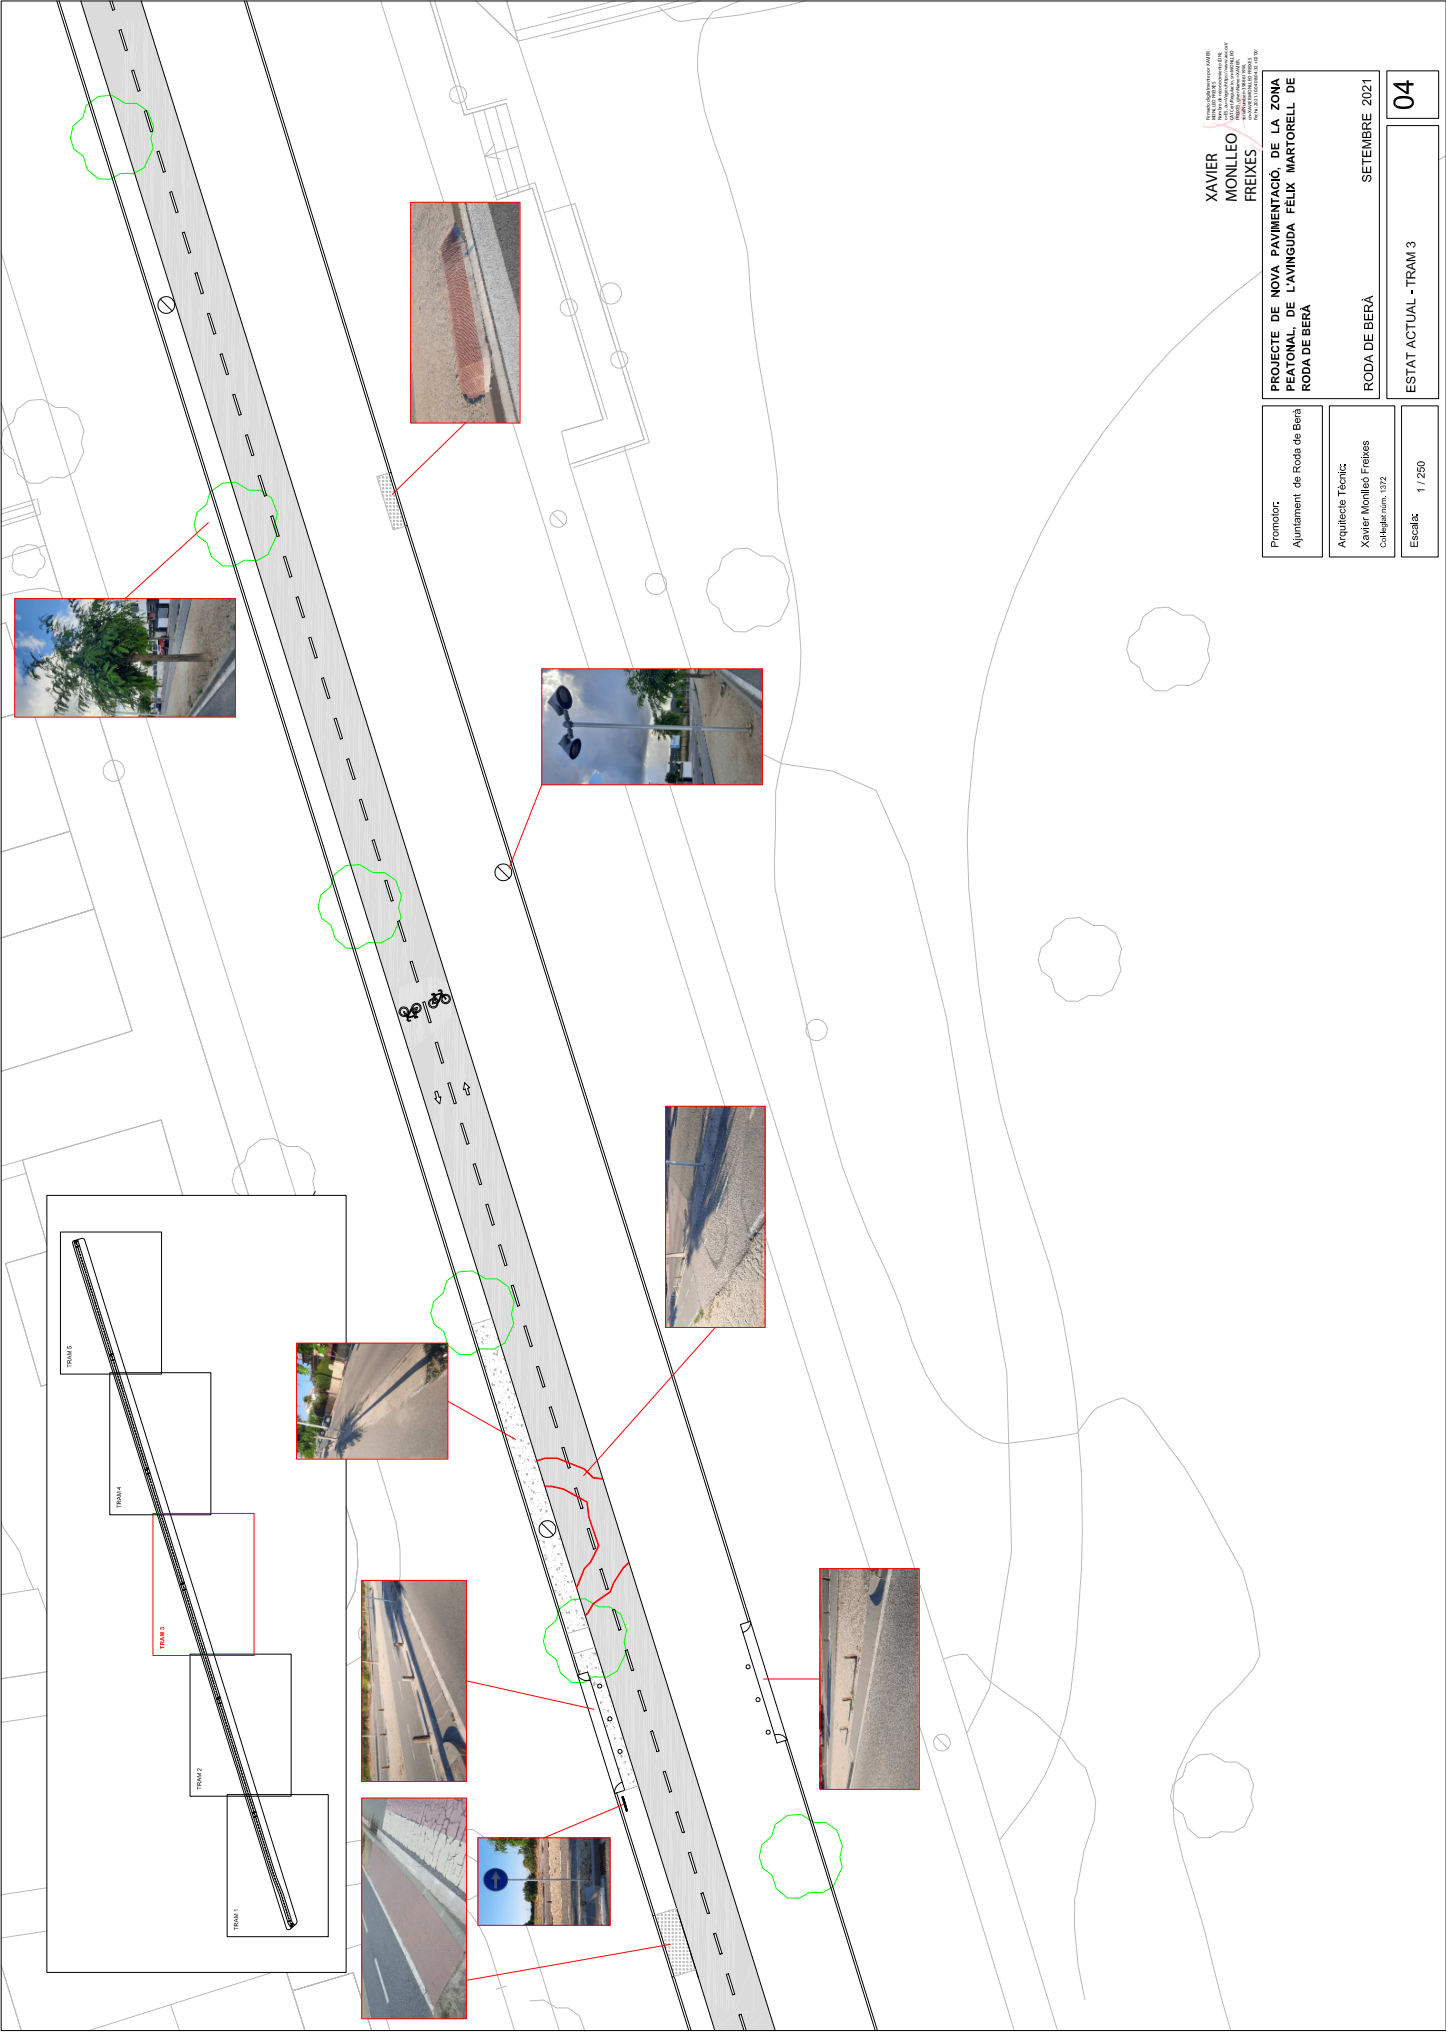 XAVIER
MONLLEO
FREIXES
PROJECTE DE NOVA PAVIMENTACIÓ, DE LA ZONA
PEATONAL, DE L'AVINGUDA FÈLIX MARTORELL DE
RODA DE BERÀ
RODA DE BERÀ SETEMBRE 2021
ESTAT ACTUAL - TRAM 3
04
Promotor:
Ajuntament de Roda de Berà
Arquitecte Tècnic:
Xavier Monlleó Freixes
Col·legiat núm. 1372
Escala: 1 / 250
TRAM 5
TRAM 4
TRAM 3
TRAM 2
TRAM 1